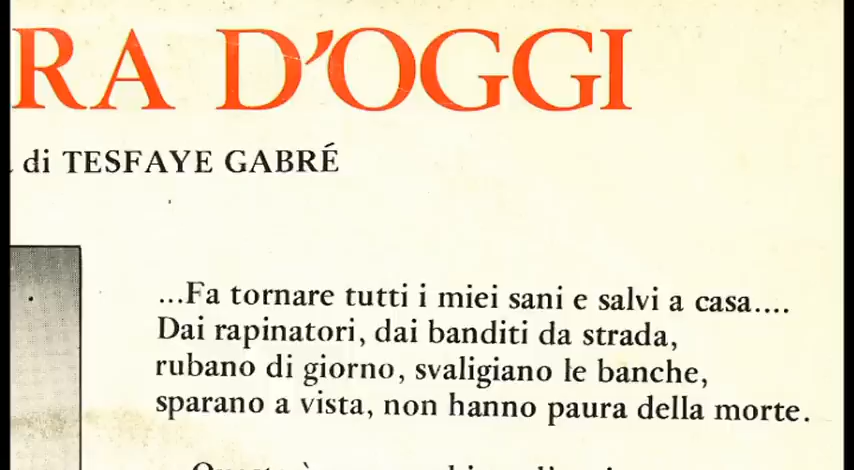 RA D'OGGI
. di TESFAYE GABRÉ
...Fa tornare tutti i miei sani e salvi a casa....
Dai rapinatori, dai banditi da strada,
rubano di giorno, svaligiano le banche,
sparano a vista, non hanno paura della morte.